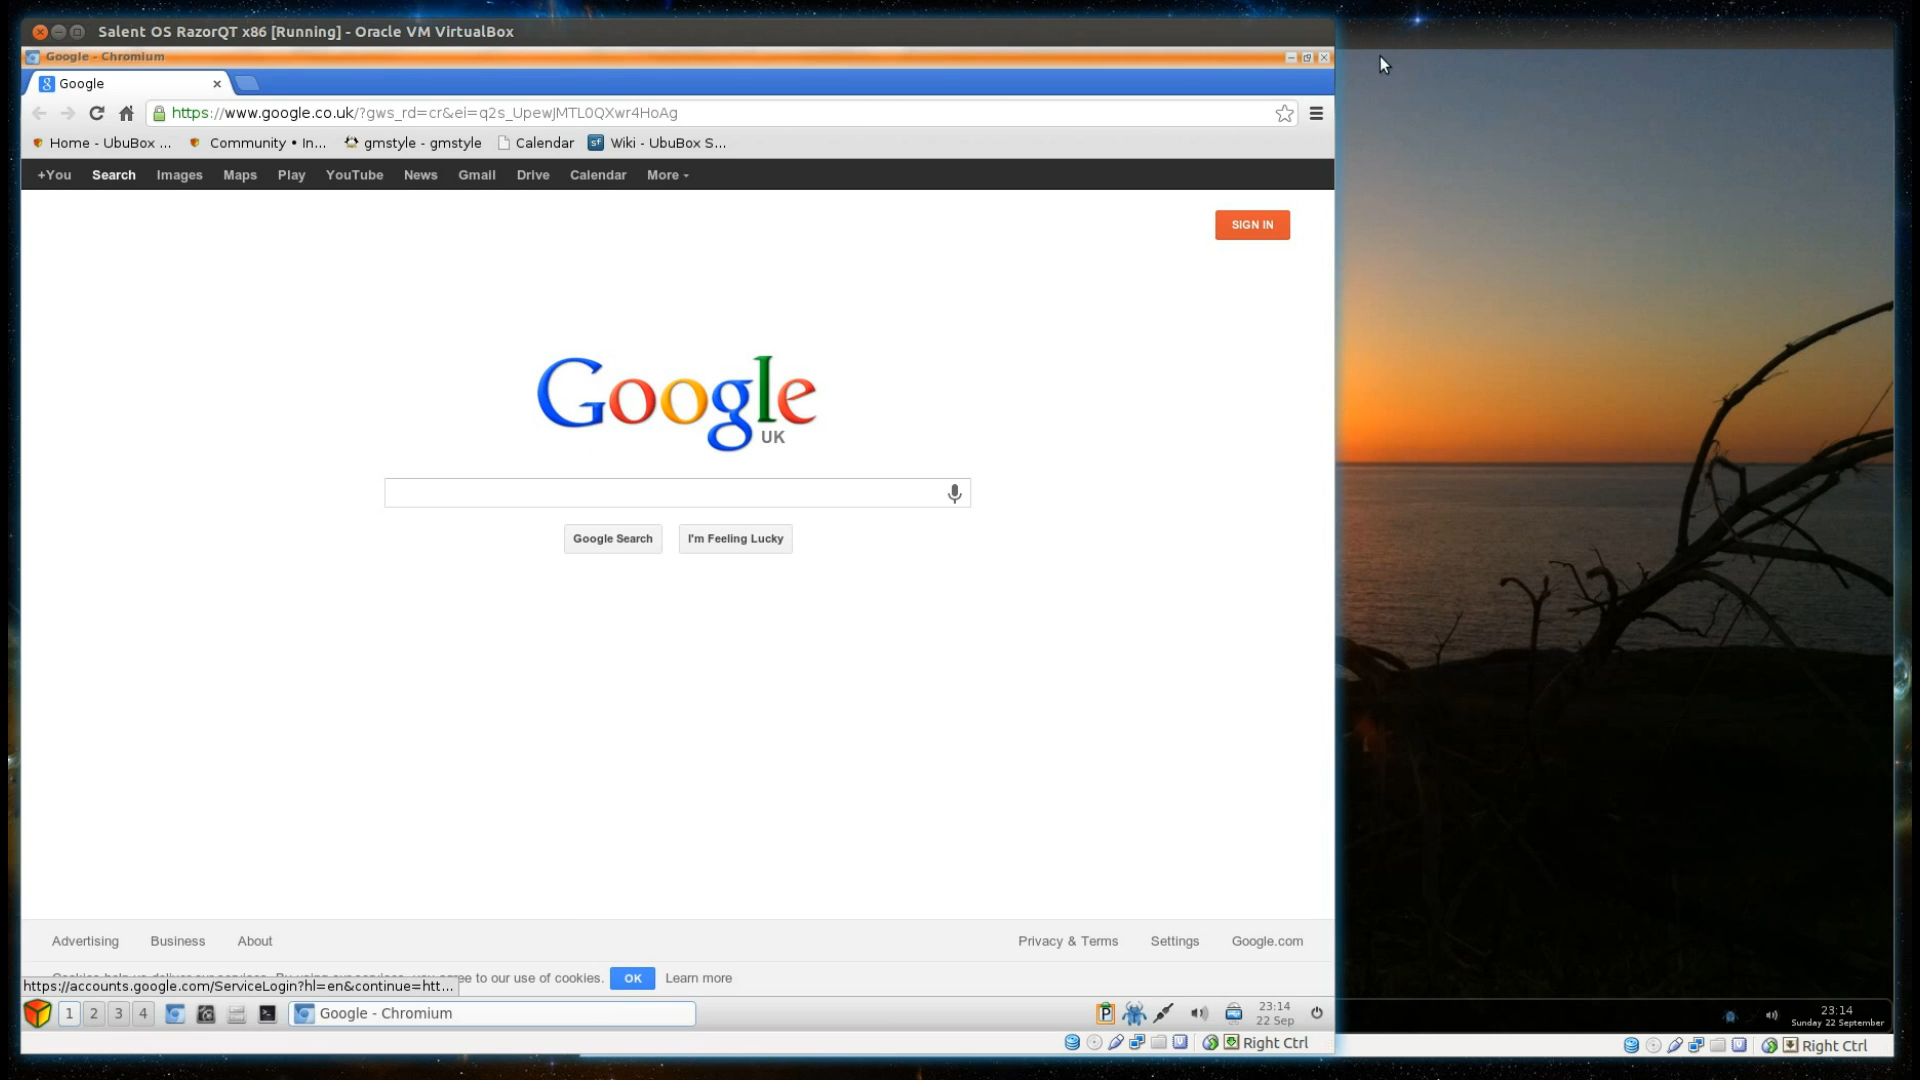 Salent OS RazorQT x86 [Running] - Oracle VM VirtualBox
Google - Chromium
Google
https://www.google.co.uk/?gws_rd=cr&ei=q2s_UpewJMTL0QXwr4HoAg
Home - UbuBox ... Community • In... gmstyle - gmstyle Calendar sf Wiki - UbuBox S...
+You Search Images Maps Play YouTube News Gmail Drive Calendar More
SIGN IN
Google
UK
Google Search I'm Feeling Lucky
Advertising Business About Privacy & Terms Settings Google.com
ee to our use of cookies. OK Learn more
https://accounts.google.com/ServiceLogin?hl=en&continue=htt...
1 2 3 4 Google - Chromium P 23:14
22 Sep
23:14
Sunday 22 September
Right Ctrl
Right Ctrl